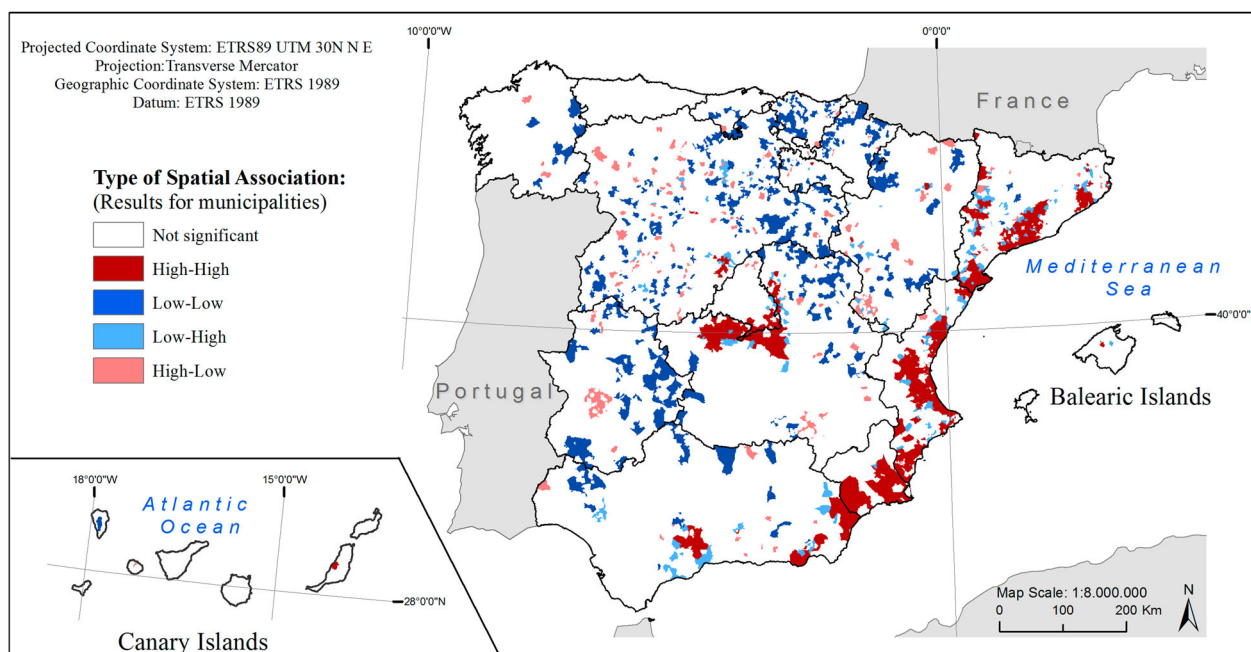 Projected Coordinate System: ETRS89 UTM 30N N E
Projection:Transverse Mercator
Geographic Coordinate System: ETRS 1989
Datum: ETRS 1989
10°0'0"W
0°0'0"
France
Type of Spatial Association:
(Results for municipalities)
Not significant
High-High
Low-Low
Low-High
High-Low
Mediterranean
Sea
40°0'0"
Portugal
Balearic Islands
18°0'0"W
15°0'0"W
Atlantic
Ocean
28°0'0"N
Canary Islands
Map Scale: 1:8.000.000
0 100 200 Km
N